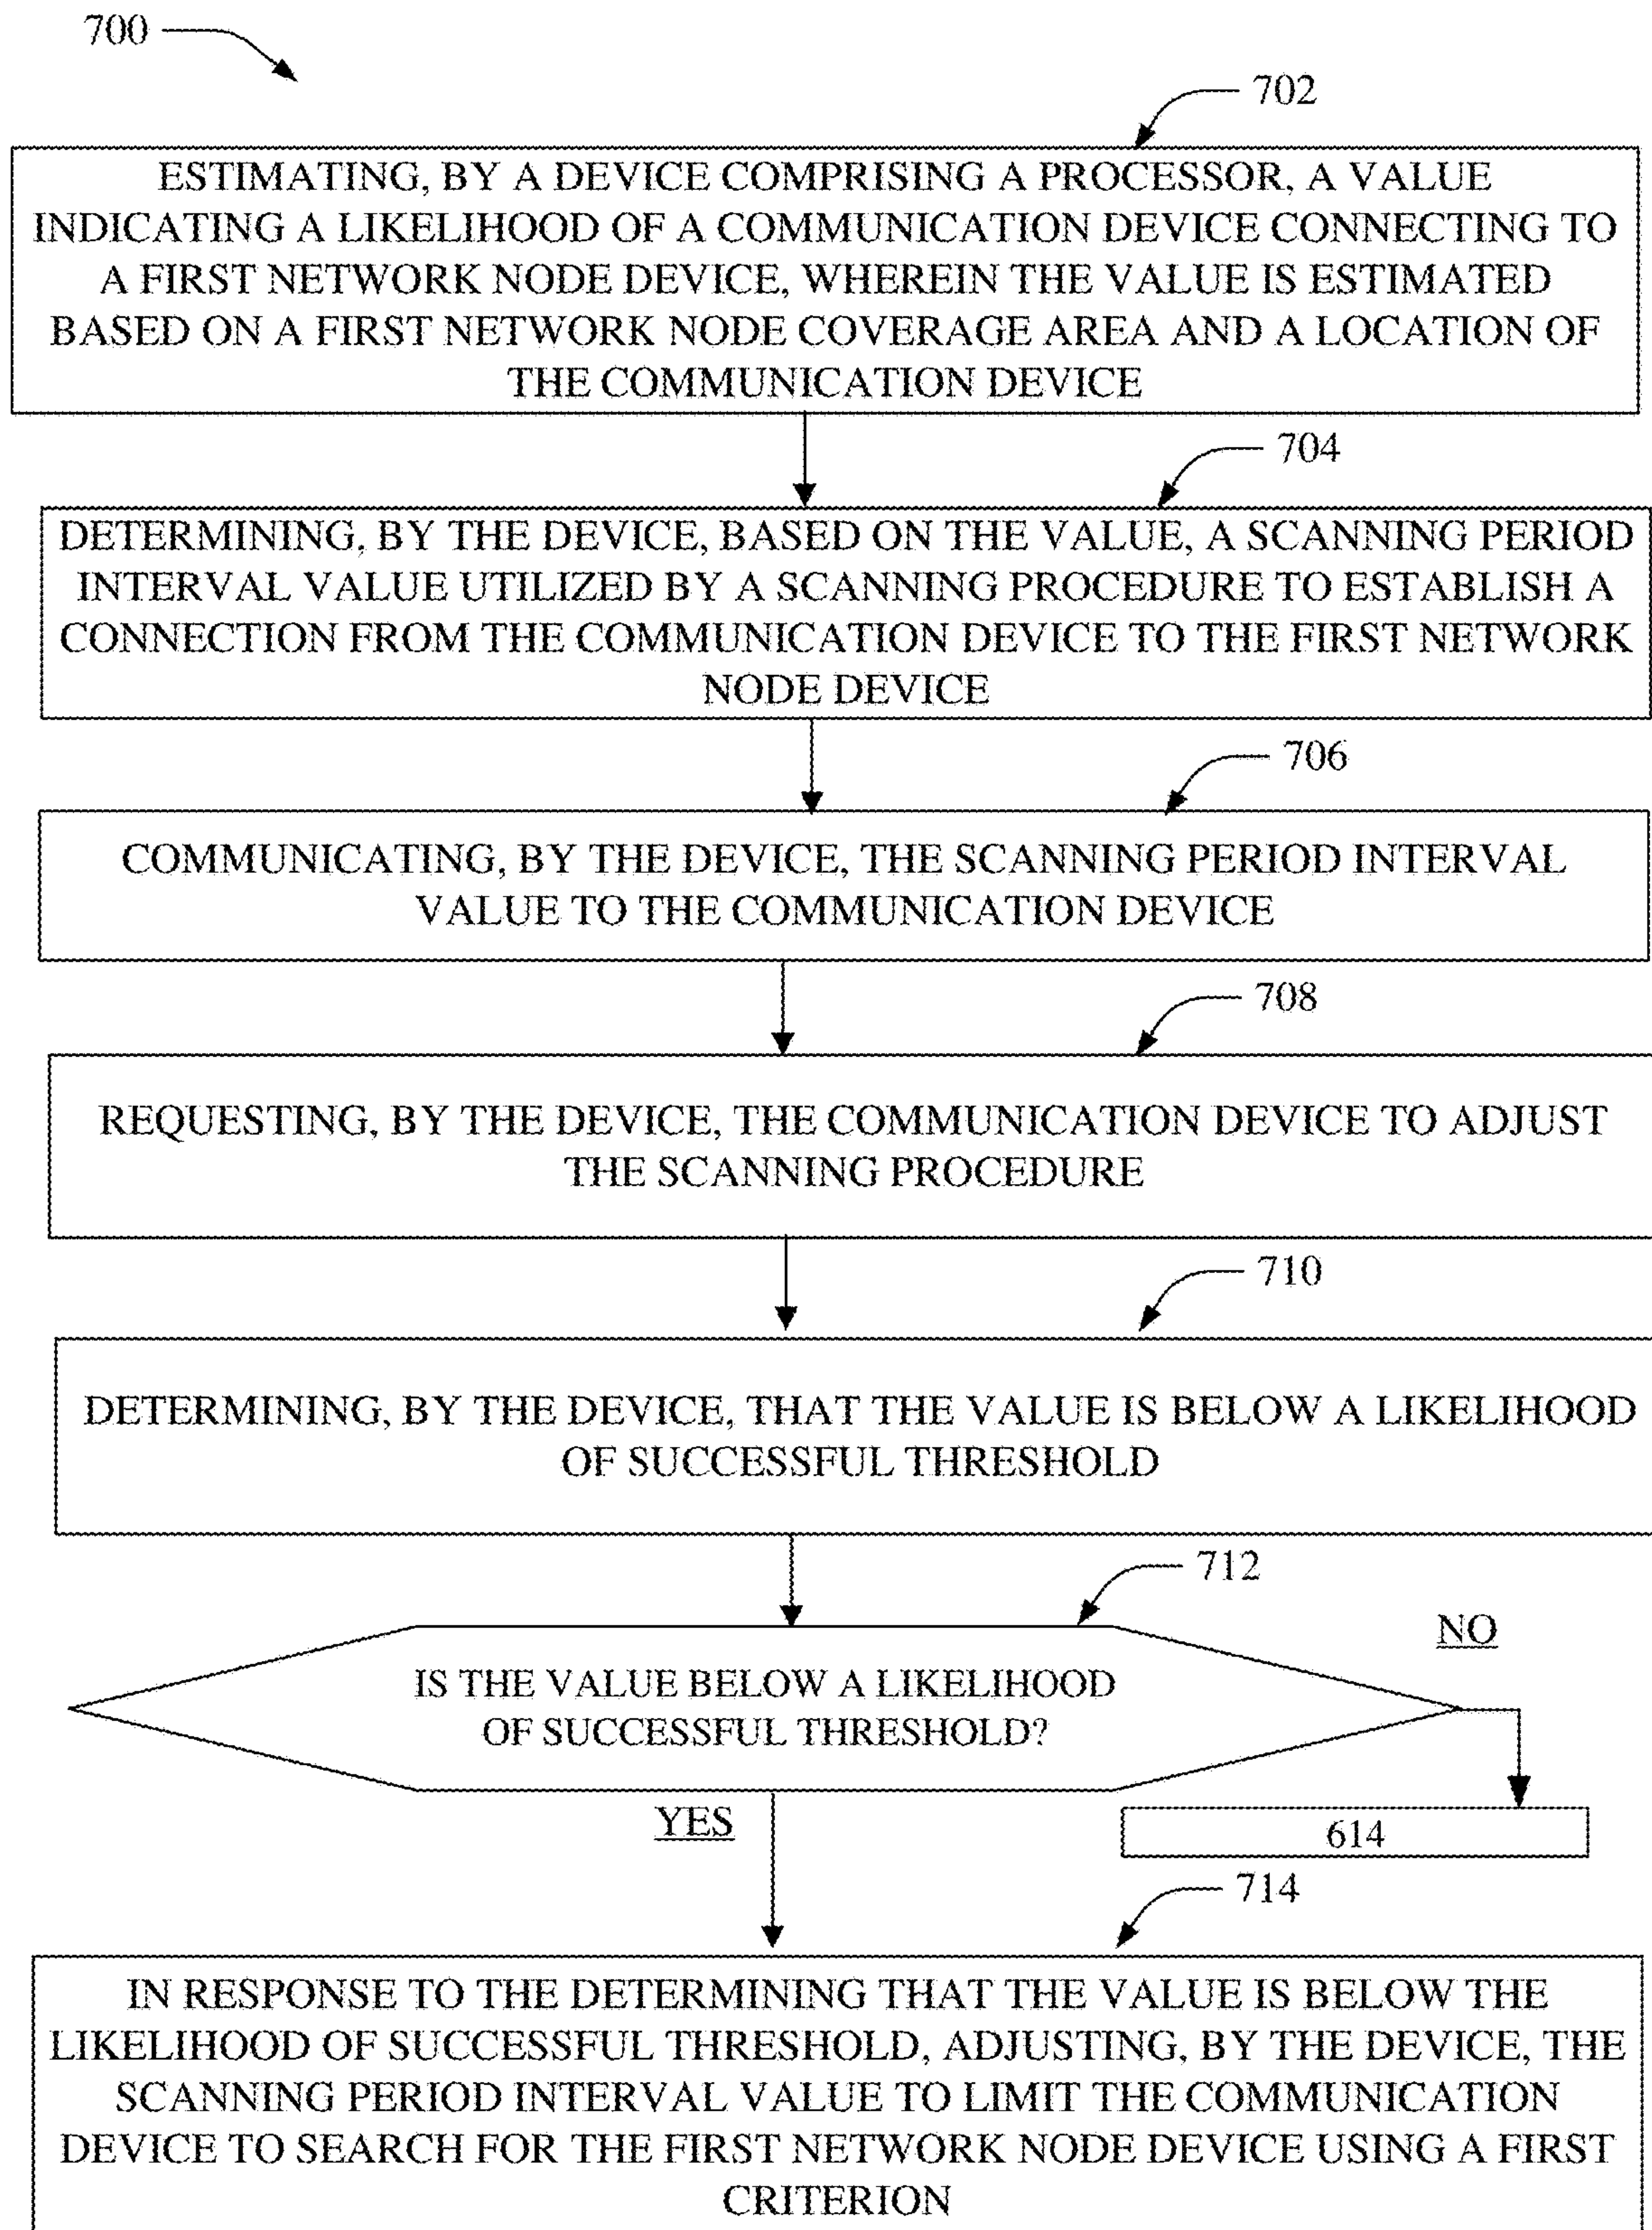 700
702
ESTIMATING, BY A DEVICE COMPRISING A PROCESSOR, A VALUE
INDICATING A LIKELIHOOD OF A COMMUNICATION DEVICE CONNECTING TO
A FIRST NETWORK NODE DEVICE, WHEREIN THE VALUE IS ESTIMATED
BASED ON A FIRST NETWORK NODE COVERAGE AREA AND A LOCATION OF
THE COMMUNICATION DEVICE
704
DETERMINING, BY THE DEVICE, BASED ON THE VALUE, A SCANNING PERIOD
INTERVAL VALUE UTILIZED BY A SCANNING PROCEDURE TO ESTABLISH A
CONNECTION FROM THE COMMUNICATION DEVICE TO THE FIRST NETWORK
NODE DEVICE
706
COMMUNICATING, BY THE DEVICE, THE SCANNING PERIOD INTERVAL
VALUE TO THE COMMUNICATION DEVICE
708
REQUESTING, BY THE DEVICE, THE COMMUNICATION DEVICE TO ADJUST
THE SCANNING PROCEDURE
710
DETERMINING, BY THE DEVICE, THAT THE VALUE IS BELOW A LIKELIHOOD
OF SUCCESSFUL THRESHOLD
712
NO
IS THE VALUE BELOW A LIKELIHOOD
OF SUCCESSFUL THRESHOLD?
YES
614
714
IN RESPONSE TO THE DETERMINING THAT THE VALUE IS BELOW THE
LIKELIHOOD OF SUCCESSFUL THRESHOLD, ADJUSTING, BY THE DEVICE, THE
SCANNING PERIOD INTERVAL VALUE TO LIMIT THE COMMUNICATION
DEVICE TO SEARCH FOR THE FIRST NETWORK NODE DEVICE USING A FIRST
CRITERION